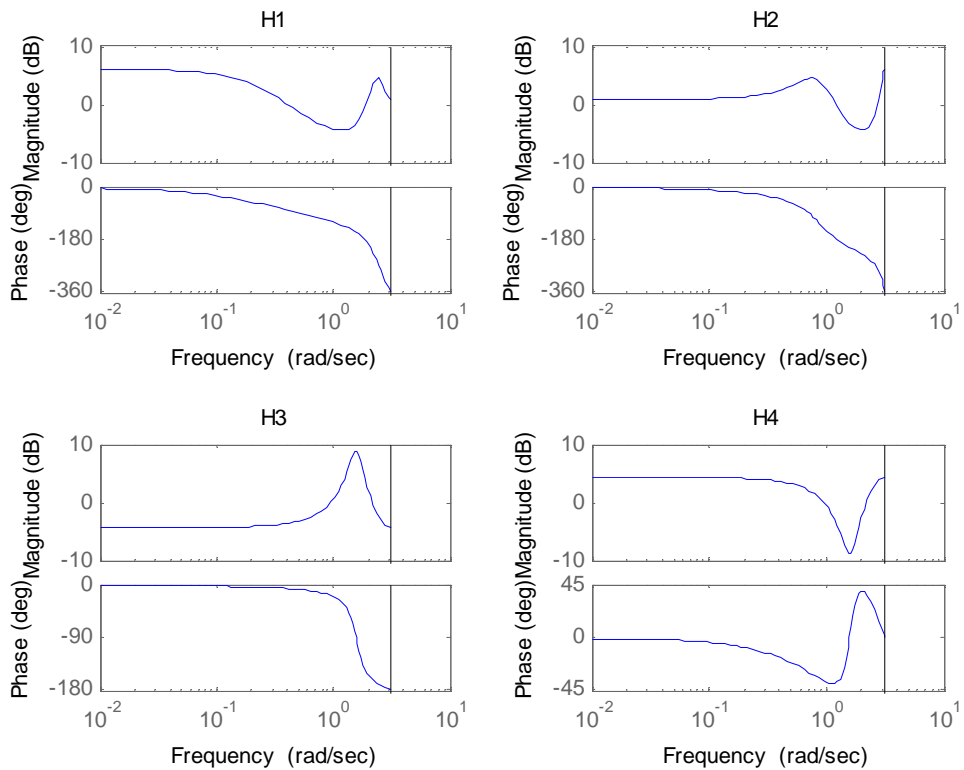 H1
10
0
-10
Magnitude (dB)
0
-180
-360
Phase (deg)
10^-2
10^-1
10^0
10^1
Frequency (rad/sec)
H2
10
0
-10
Magnitude (dB)
0
-180
-360
Phase (deg)
10^-2
10^-1
10^0
10^1
Frequency (rad/sec)
H3
10
0
-10
Magnitude (dB)
0
-90
-180
Phase (deg)
10^-2
10^-1
10^0
10^1
Frequency (rad/sec)
H4
10
0
-10
Magnitude (dB)
45
0
-45
Phase (deg)
10^-2
10^-1
10^0
10^1
Frequency (rad/sec)